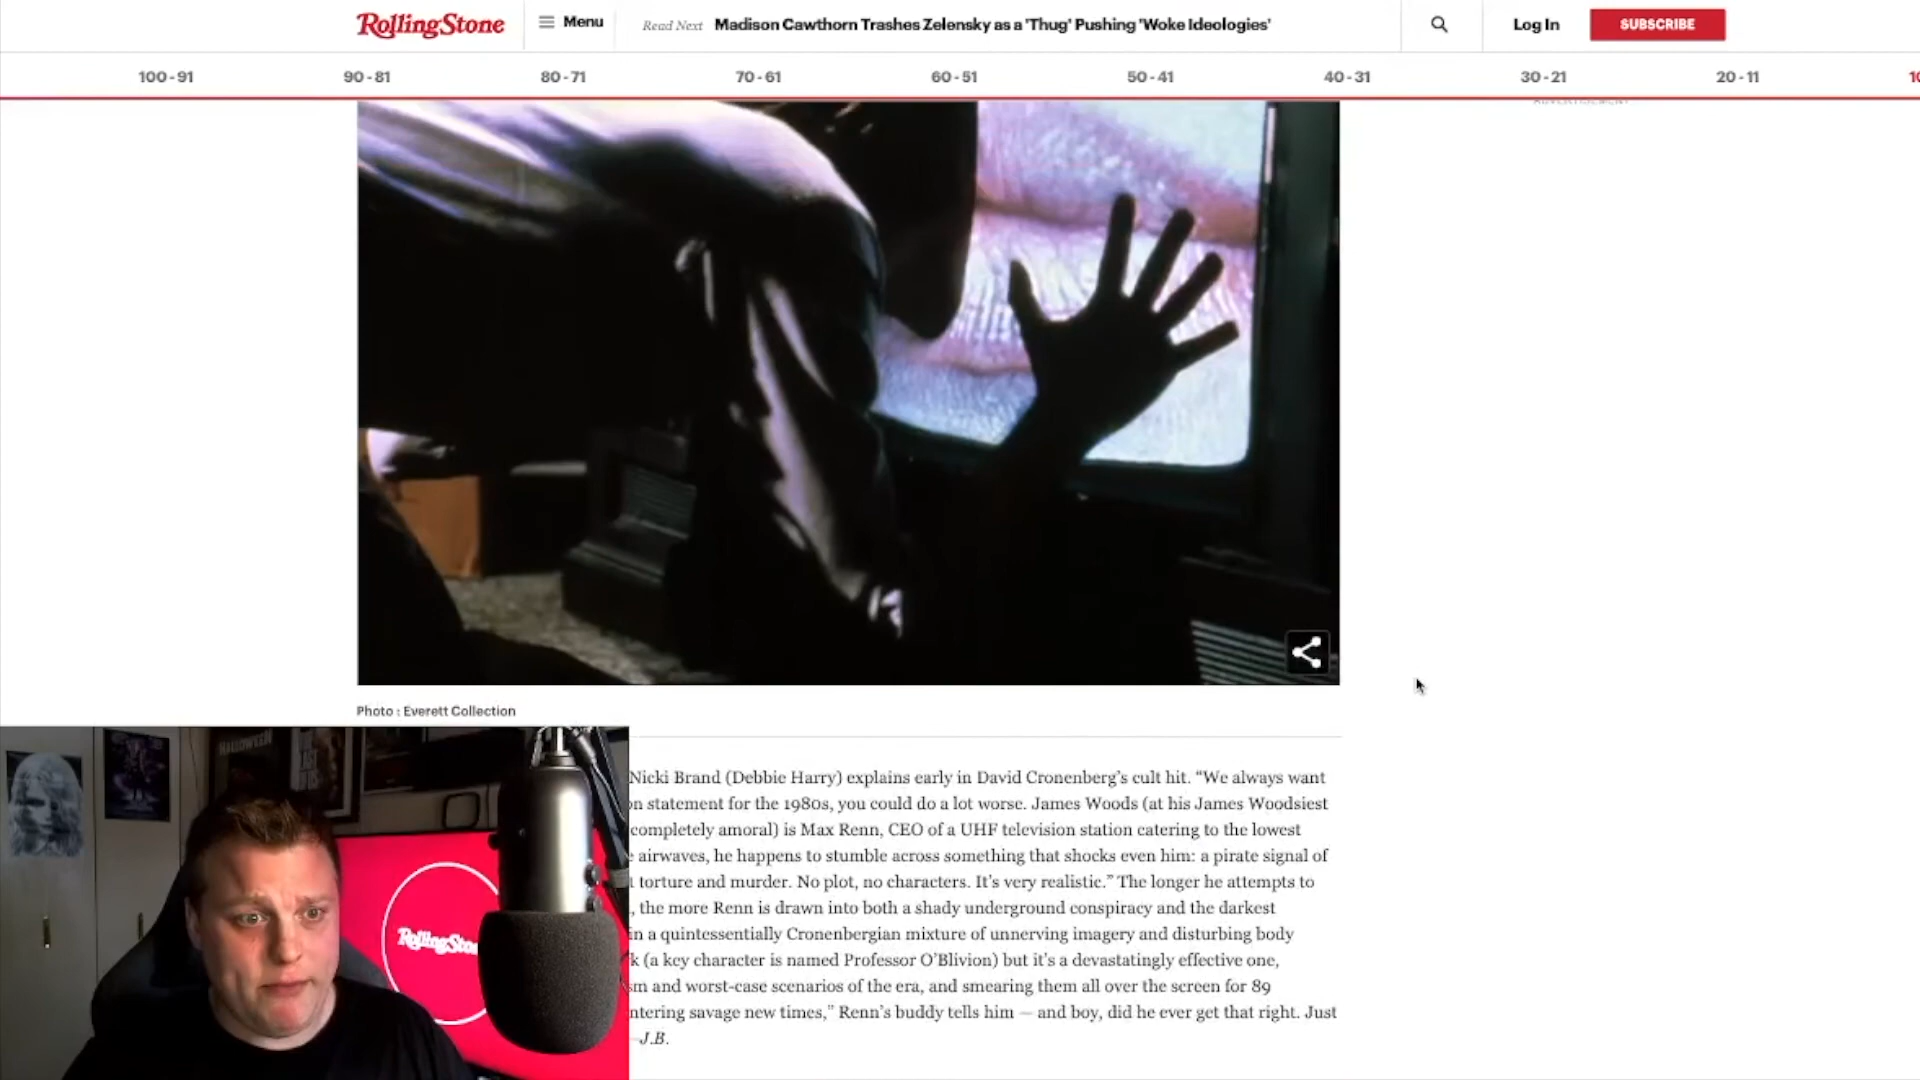 RollingStone
Menu
Read Next Madison Cawthorn Trashes Zelensky as a 'Thug' Pushing 'Woke Ideologies'
Log In
SUBSCRIBE
100-91
90-81
80-71
70-61
60-51
50-41
40-31
30-21
20-11
ADVERTISEMENT
Photo : Everett Collection
Nicki Brand (Debbie Harry) explains early in David Cronenberg's cult hit. “We always want
statement for the 1980s, you could do a lot worse. James Woods (at his James Woodsiest
completely amoral) is Max Renn, CEO of a UHF television station catering to the lowest
airwaves, he happens to stumble across something that shocks even him: a pirate signal of
torture and murder. No plot, no characters. It's very realistic.” The longer he attempts to
, the more Renn is drawn into both a shady underground conspiracy and the darkest
in a quintessentially Cronenbergian mixture of unnerving imagery and disturbing body
k (a key character is named Professor O'Blivion) but it's a devastatingly effective one,
sm and worst-case scenarios of the era, and smearing them all over the screen for 89
ntering savage new times,” Renn's buddy tells him — and boy, did he ever get that right. Just
—J.B.
HALLOWEEN
THE LAST OF US
RollingSto